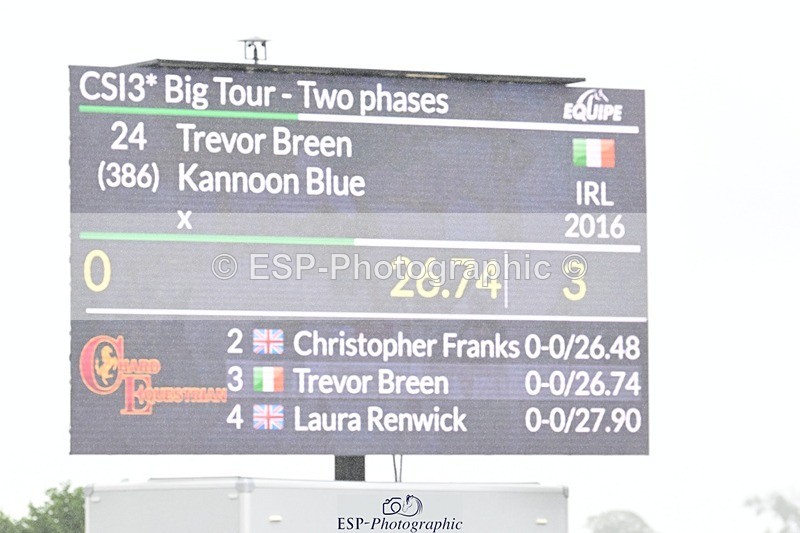 CSI3* Big Tour - Two phases
EQUIPE
24 Trevor Breen
(386) Kannoon Blue IRL
x 2016
© ESP-Photographic ©
0 26.74 3
2 Christopher Franks 0-0/26.48
3 Trevor Breen 0-0/26.74
4 Laura Renwick 0-0/27.90
CHARD
EQUESTRIAN
ESP-Photographic